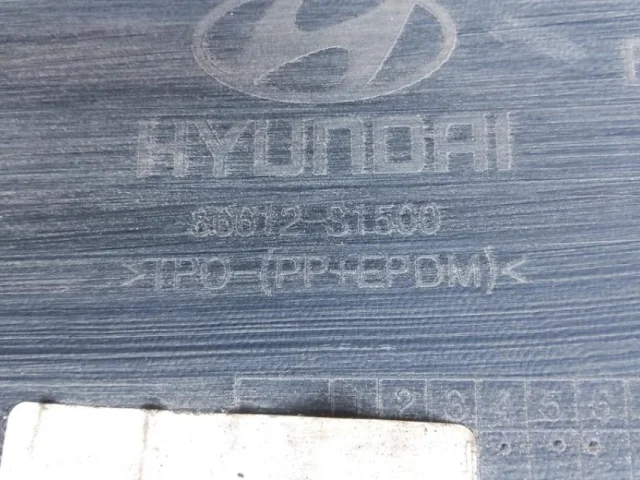 HYUNDAI
86612-S1500
>TPO-(PP+EPDM)<
1 2 3 4 5 6